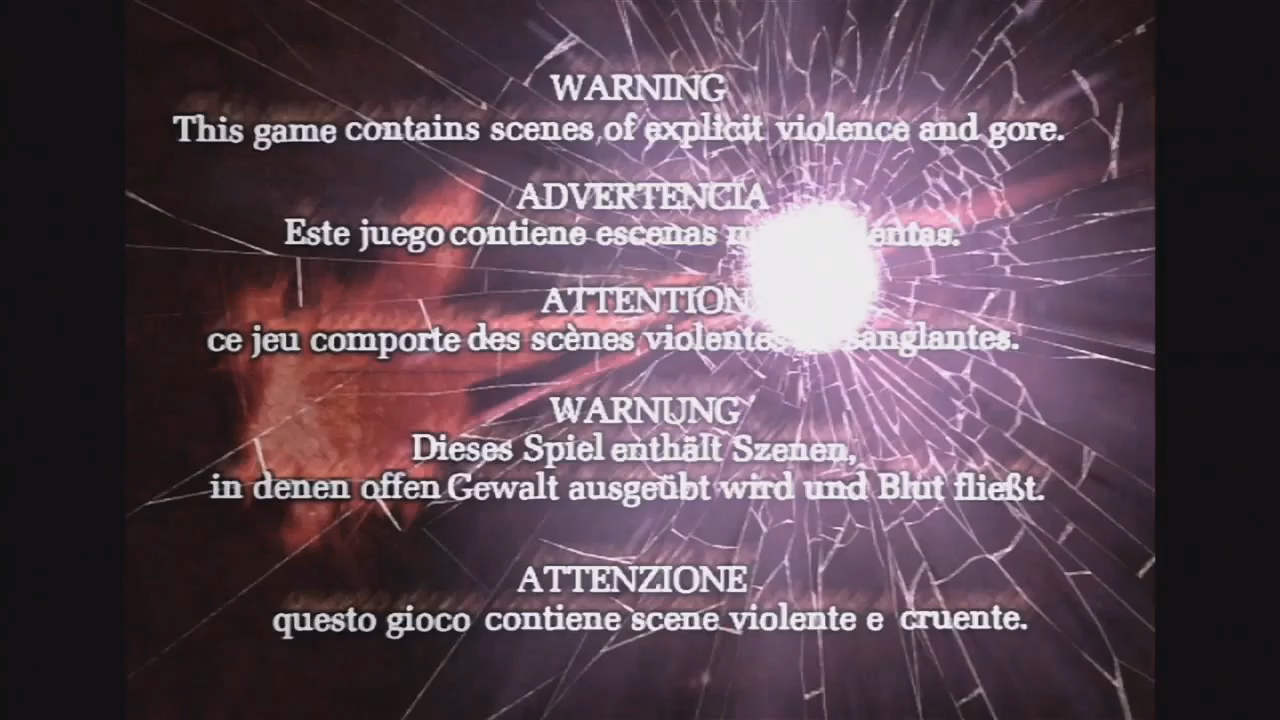 WARNING
This game contains scenes of explicit violence and gore.
ADVERTENCIA
Este juego contiene escenas
ATTENTION
ce jeu comporte des scènes violentes sanglantes.
WARNUNG
Dieses Spiel enthält Szenen,
in denen offen Gewalt ausgeübt wird und Blut fließt.
ATTENZIONE
questo gioco contiene scene violente e cruente.